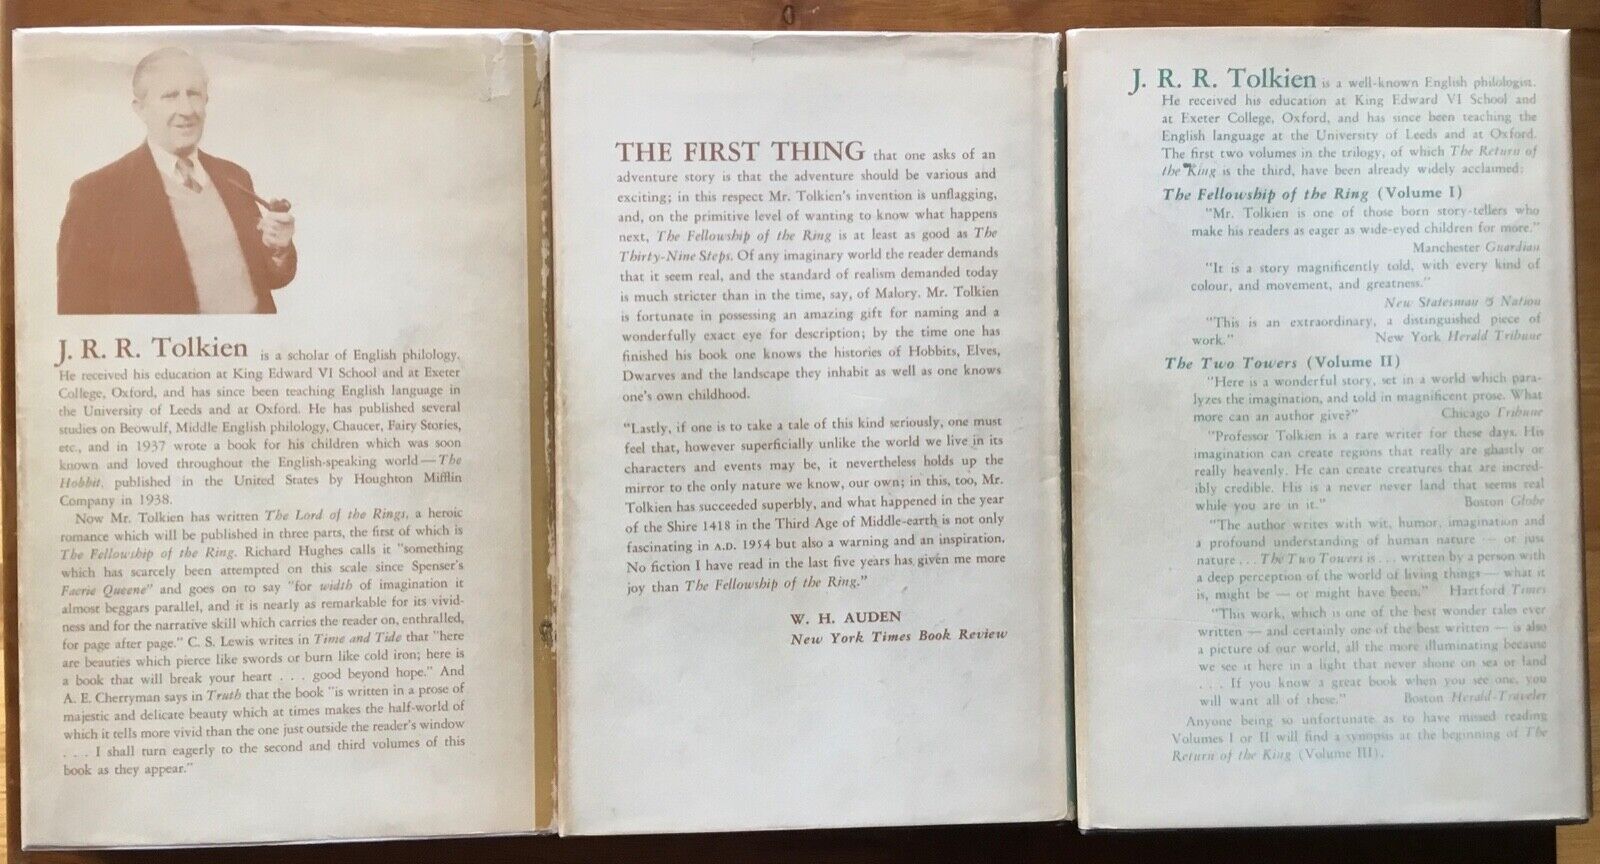 J. R. R. Tolkien is a scholar of English philology.
He received his education at King Edward VI School and at Exeter
College, Oxford, and has since been teaching English language in
the University of Leeds and at Oxford. He has published several
studies on Beowulf, Middle English philology, Chaucer, Fairy Stories,
etc., and in 1937 wrote a book for his children which was soon
known and loved throughout the English-speaking world—The
Hobbit, published in the United States by Houghton Mifflin
Company in 1938.
Now Mr. Tolkien has written The Lord of the Rings, a heroic
romance which will be published in three parts, the first of which is
The Fellowship of the Ring. Richard Hughes calls it "something
which has scarcely been attempted on this scale since Spenser's
Faerie Queene" and goes on to say "for width of imagination it
almost beggars parallel, and it is nearly as remarkable for its vivid-
ness and for the narrative skill which carries the reader on, enthralled,
for page after page." C. S. Lewis writes in Time and Tide that "here
are beauties which pierce like swords or burn like cold iron; here is
a book that will break your heart . . . good beyond hope." And
A. E. Cherryman says in Truth that the book "is written in a prose of
majestic and delicate beauty which at times makes the half-world of
which it tells more vivid than the one just outside the reader's window
. . . I shall turn eagerly to the second and third volumes of this
book as they appear."
THE FIRST THING that one asks of an
adventure story is that the adventure should be various and
exciting; in this respect Mr. Tolkien's invention is unflagging,
and, on the primitive level of wanting to know what happens
next, The Fellowship of the Ring is at least as good as The
Thirty-Nine Steps. Of any imaginary world the reader demands
that it seem real, and the standard of realism demanded today
is much stricter than in the time, say, of Malory. Mr. Tolkien
is fortunate in possessing an amazing gift for naming and a
wonderfully exact eye for description; by the time one has
finished his book one knows the histories of Hobbits, Elves,
Dwarves and the landscape they inhabit as well as one knows
one's own childhood.
"Lastly, if one is to take a tale of this kind seriously, one must
feel that, however superficially unlike the world we live in its
characters and events may be, it nevertheless holds up the
mirror to the only nature we know, our own; in this, too, Mr.
Tolkien has succeeded superbly, and what happened in the year
of the Shire 1418 in the Third Age of Middle-earth is not only
fascinating in A.D. 1954 but also a warning and an inspiration.
No fiction I have read in the last five years has given me more
joy than The Fellowship of the Ring."
W. H. AUDEN
New York Times Book Review
J. R. R. Tolkien is a well-known English philologist.
He received his education at King Edward VI School and
at Exeter College, Oxford, and has since been teaching the
English language at the University of Leeds and at Oxford.
The first two volumes in the trilogy, of which The Return of
the King is the third, have been already widely acclaimed:
The Fellowship of the Ring (Volume I)
"Mr. Tolkien is one of those born story-tellers who
make his readers as eager as wide-eyed children for more."
Manchester Guardian
"It is a story magnificently told, with every kind of
colour, and movement, and greatness."
New Statesman & Nation
"This is an extraordinary, a distinguished piece of
work." New York Herald Tribune
The Two Towers (Volume II)
"Here is a wonderful story, set in a world which para-
lyzes the imagination, and told in magnificent prose. What
more can an author give?" Chicago Tribune
"Professor Tolkien is a rare writer for these days. His
imagination can create regions that really are ghastly or
really heavenly. He can create creatures that are incred-
ibly credible. His is a never never land that seems real
while you are in it." Boston Globe
"The author writes with wit, humor, imagination and
a profound understanding of human nature — or just
nature . . . The Two Towers is . . . written by a person with
a deep perception of the world of living things — what it
is, might be — or might have been." Hartford Times
"This work, which is one of the best wonder tales ever
written — and certainly one of the best written — is also
a picture of our world, all the more illuminating because
we see it here in a light that never shone on sea or land
. . . If you know a great book when you see one, you
will want all of these." Boston Herald-Traveler
Anyone being so unfortunate as to have missed reading
Volumes I or II will find a synopsis at the beginning of The
Return of the King (Volume III).